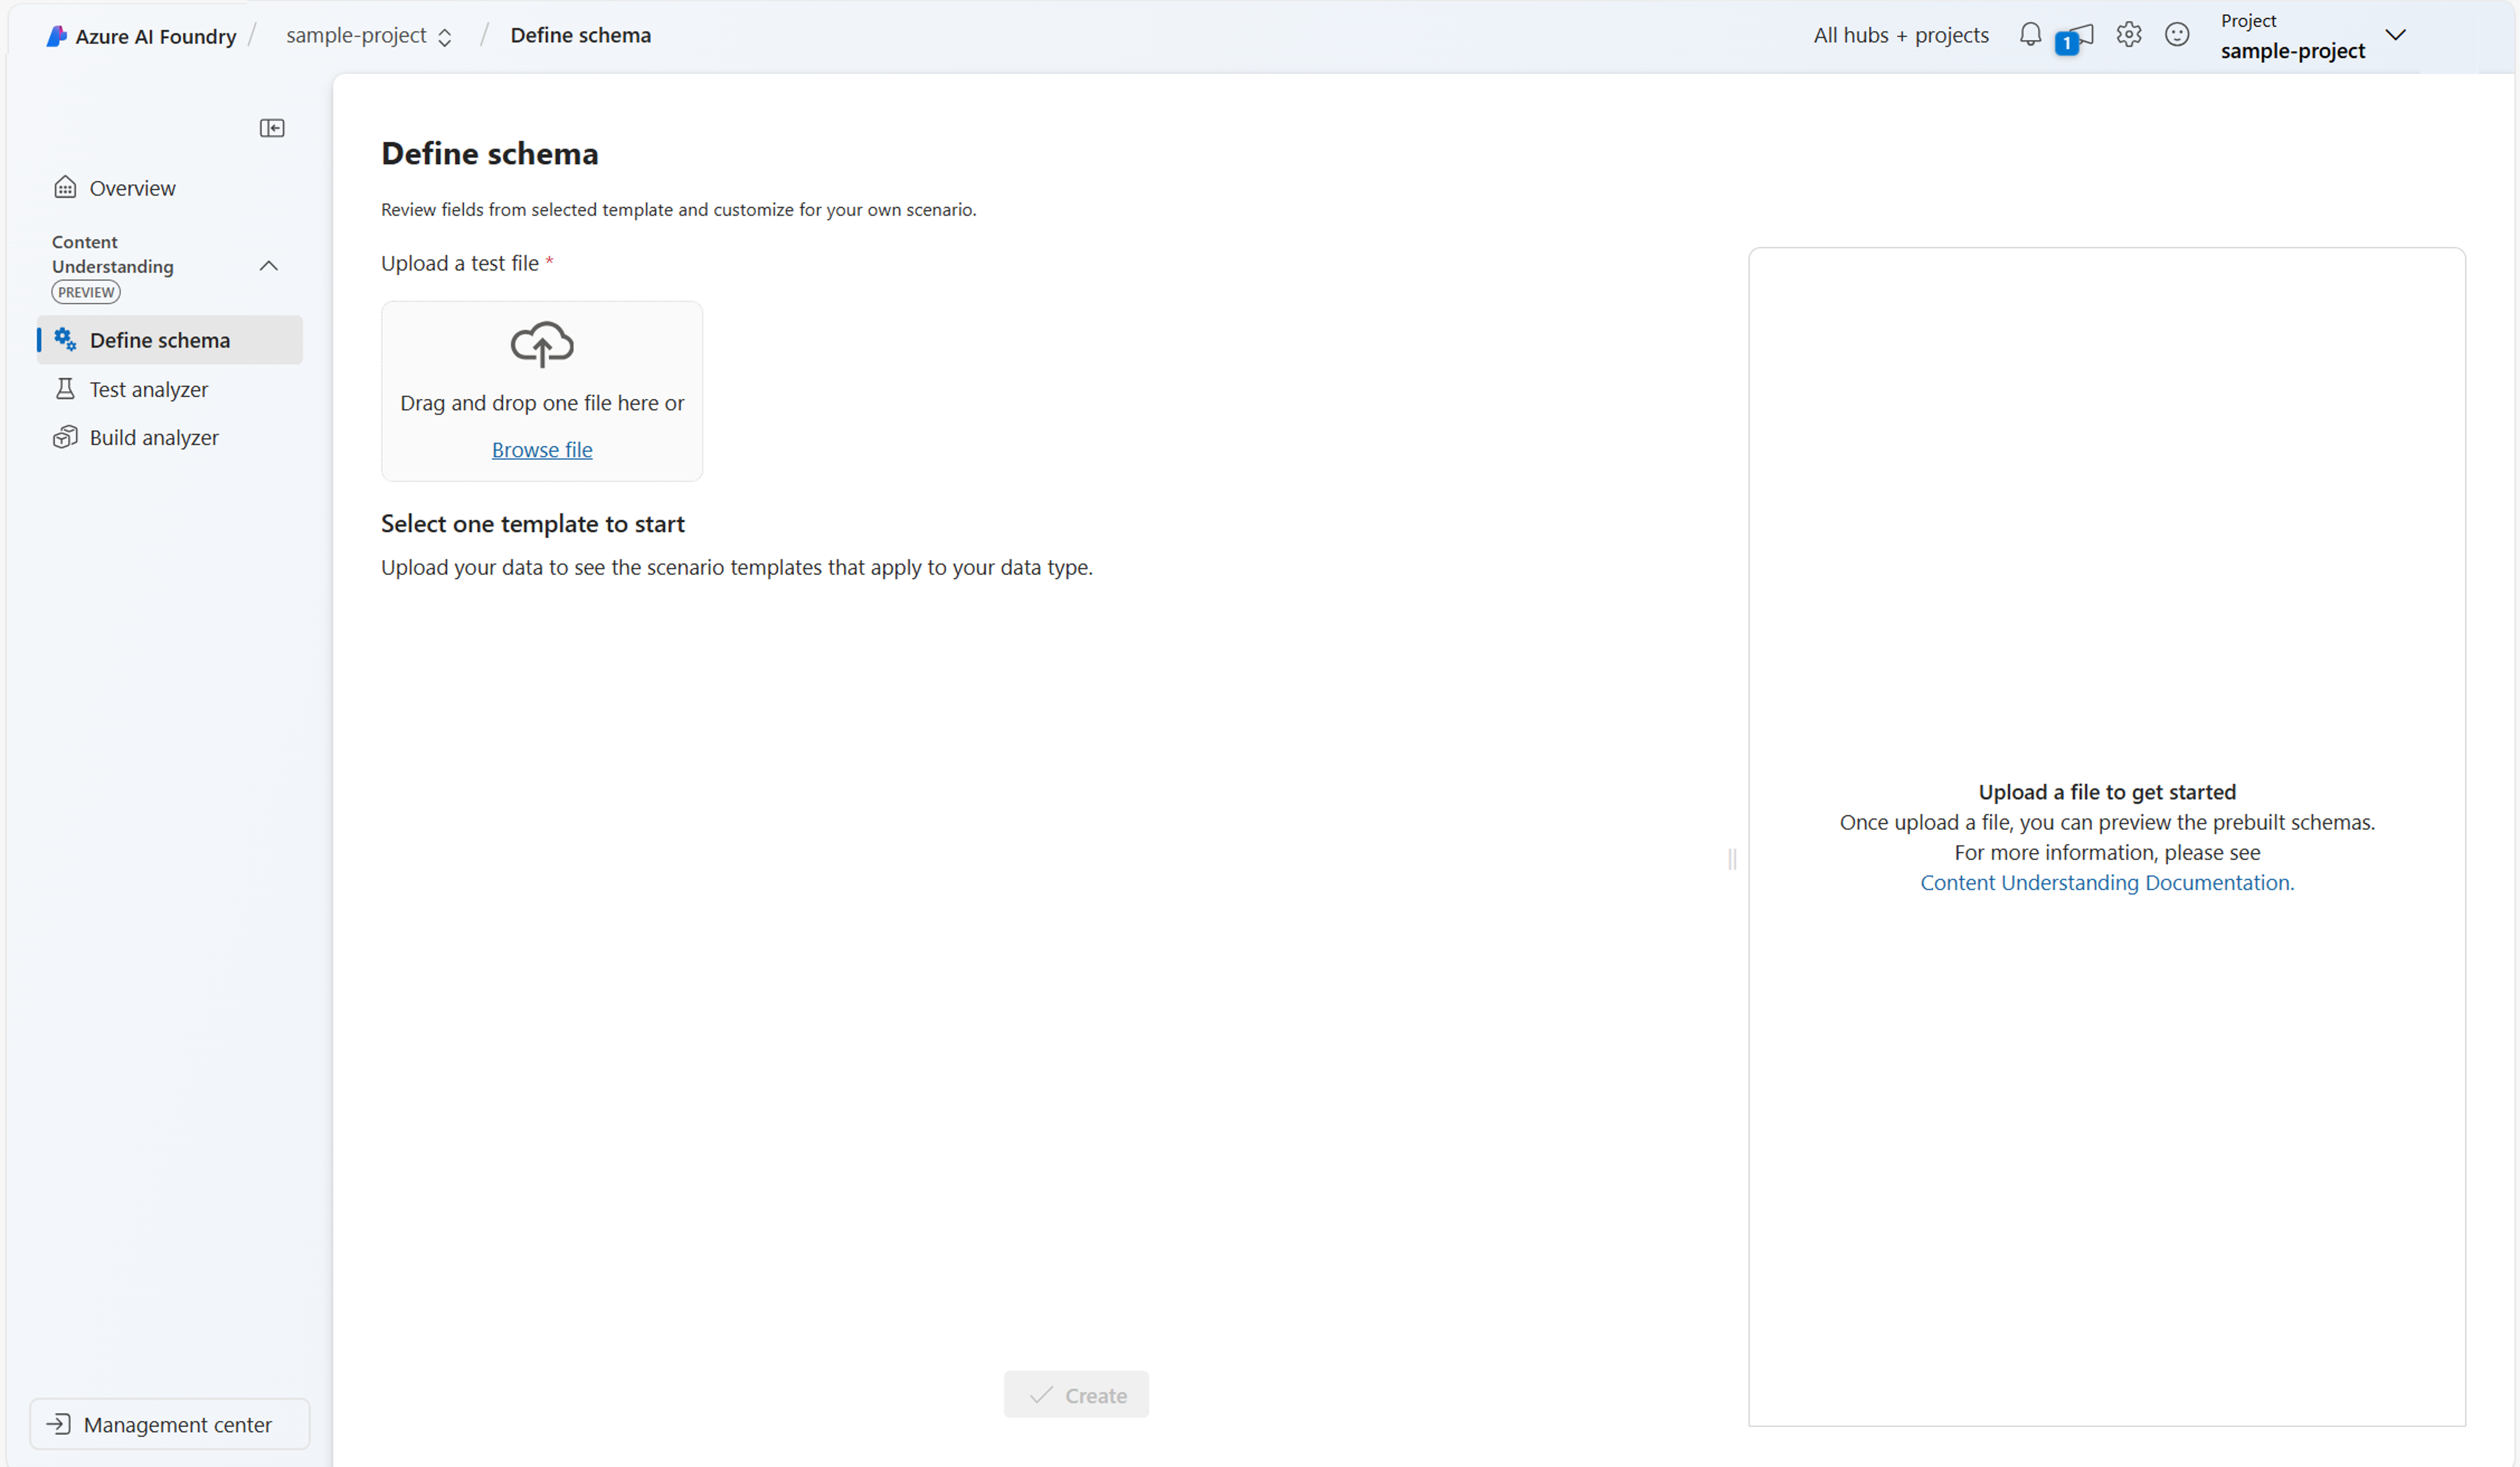 Azure AI Foundry / sample-project / Define schema
All hubs + projects
1
Project
sample-project
Overview
Content
Understanding
PREVIEW
Define schema
Test analyzer
Build analyzer
Management center
Define schema
Review fields from selected template and customize for your own scenario.
Upload a test file *
Drag and drop one file here or
Browse file
Select one template to start
Upload your data to see the scenario templates that apply to your data type.
Create
Upload a file to get started
Once upload a file, you can preview the prebuilt schemas.
For more information, please see
Content Understanding Documentation.